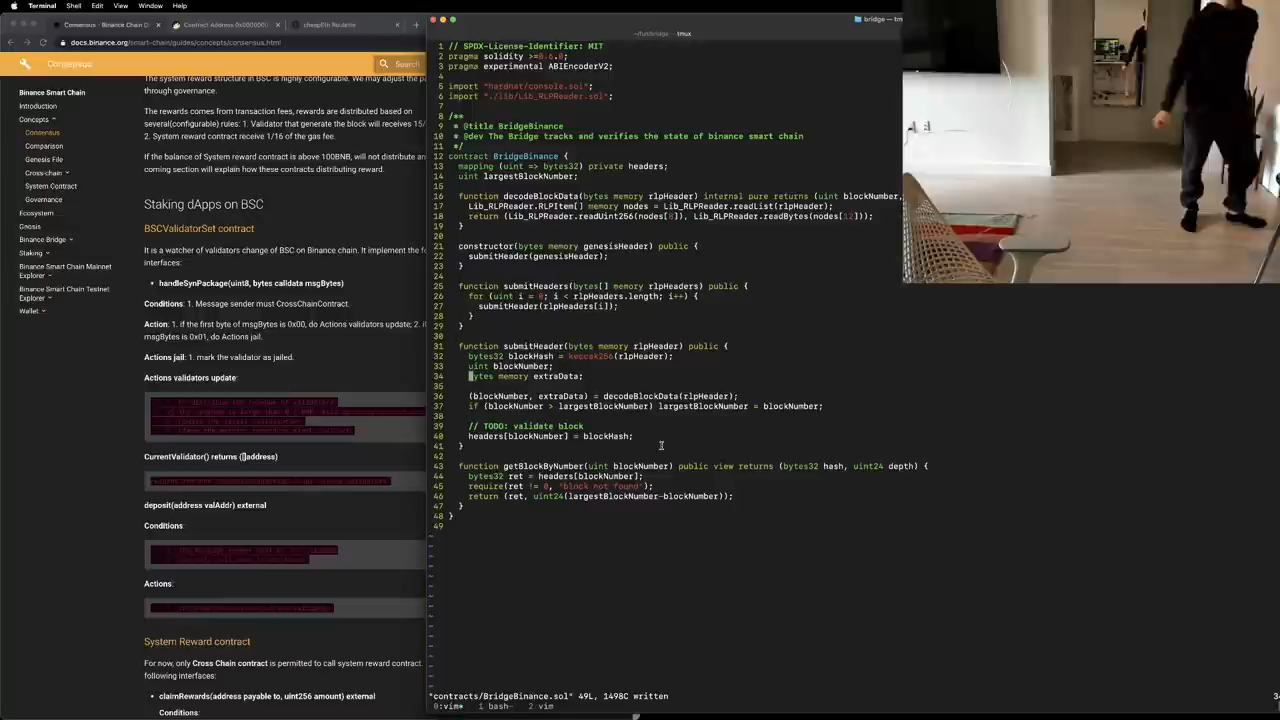 Terminal Shell Edit View Window Help
Consensus - Binance Chain D
Contract Address 0x0000000
cheapEth Roulette
docs.binance.org/smart-chain/guides/concepts/consensus.html
Consensus
Search
Binance Smart Chain
Introduction
Concepts
Consensus
Comparison
Genesis File
Cross-chain
System Contract
Governance
Ecosystem
Gnosis
Binance Bridge
Staking
Binance Smart Chain Mainnet
Explorer
Binance Smart Chain Testnet
Explorer
Wallet
The system reward structure in BSC is highly configurable. We may adjust the pa
through governance.
The rewards comes from transaction fees, rewards are distributed based on
several(configurable) rules: 1. Validator that generate the block will receives 15/
2. System reward contract receive 1/16 of the gas fee.
If the balance of System reward contract is above 100BNB, will not distribute an
coming section will explain how these contracts distributing reward.
Staking dApps on BSC
BSCValidatorSet contract
It is a watcher of validators change of BSC on Binance chain. It implement the fo
interfaces:
• handleSynPackage(uint8, bytes calldata msgBytes)
Conditions: 1. Message sender must CrossChainContract.
Action: 1. if the first byte of msgBytes is 0x00, do Actions validators update; 2. if
msgBytes is 0x01, do Actions jail.
Actions jail: 1. mark the validator as jailed.
Actions validators update:
CurrentValidator() returns ([]address)
deposit(address valAddr) external
Conditions:
Actions:
System Reward contract
For now, only Cross Chain contract is permitted to call system reward contract.
following interfaces:
• claimRewards(address payable to, uint256 amount) external
Conditions:
bridge — tm
~/fun/bridge — tmux
1 // SPDX-License-Identifier: MIT
2 pragma solidity >=0.6.0;
3 pragma experimental ABIEncoderV2;
4
5 import "hardhat/console.sol";
6 import "./lib/Lib_RLPReader.sol";
7
8 /**
9 * @title BridgeBinance
10 * @dev The Bridge tracks and verifies the state of binance smart chain
11 */
12 contract BridgeBinance {
13 mapping (uint => bytes32) private headers;
14 uint largestBlockNumber;
15
16 function decodeBlockData(bytes memory rlpHeader) internal pure returns (uint blockNumber,
17 Lib_RLPReader.RLPItem[] memory nodes = Lib_RLPReader.readList(rlpHeader);
18 return (Lib_RLPReader.readUint256(nodes[8]), Lib_RLPReader.readBytes(nodes[12]));
19 }
20
21 constructor(bytes memory genesisHeader) public {
22 submitHeader(genesisHeader);
23 }
24
25 function submitHeaders(bytes[] memory rlpHeaders) public {
26 for (uint i = 0; i < rlpHeaders.length; i++) {
27 submitHeader(rlpHeaders[i]);
28 }
29 }
30
31 function submitHeader(bytes memory rlpHeader) public {
32 bytes32 blockHash = keccak256(rlpHeader);
33 uint blockNumber;
34 bytes memory extraData;
35
36 (blockNumber, extraData) = decodeBlockData(rlpHeader);
37 if (blockNumber > largestBlockNumber) largestBlockNumber = blockNumber;
38
39 // TODO: validate block
40 headers[blockNumber] = blockHash;
41 }
42
43 function getBlockByNumber(uint blockNumber) public view returns (bytes32 hash, uint24 depth) {
44 bytes32 ret = headers[blockNumber];
45 require(ret != 0, "block not found");
46 return (ret, uint24(largestBlockNumber-blockNumber));
47 }
48 }
49
"contracts/BridgeBinance.sol" 49L, 1498C written
0:vim* 1 bash- 2 vim